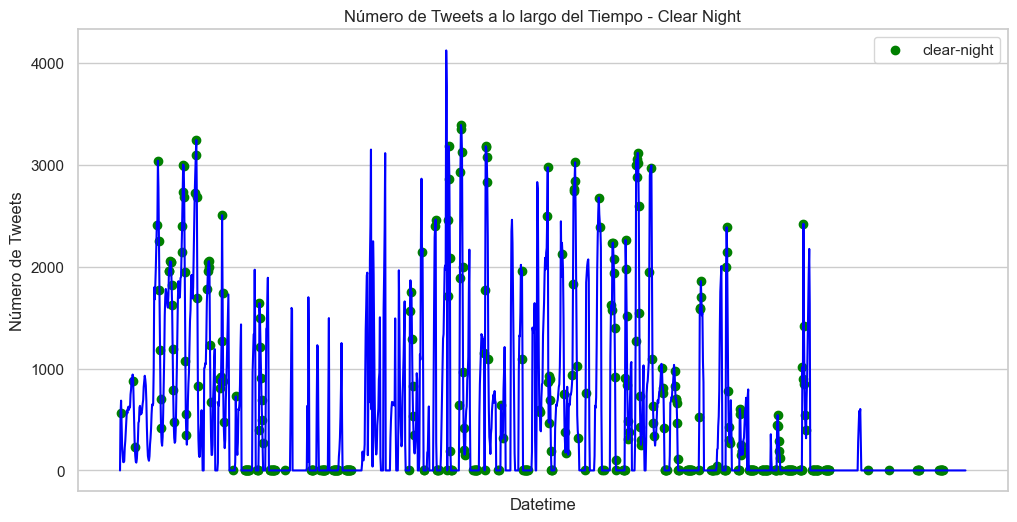 Número de Tweets a lo largo del Tiempo - Clear Night
clear-night
4000
3000
2000
1000
0
Número de Tweets
Datetime